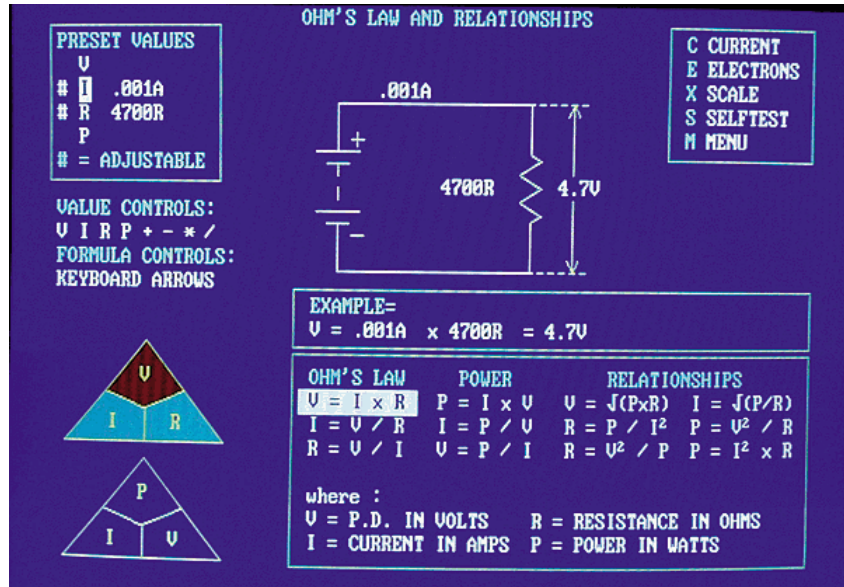 OHM'S LAW AND RELATIONSHIPS
PRESET VALUES
V
# I .001A
# R 4700R
P
# = ADJUSTABLE
C CURRENT
E ELECTRONS
X SCALE
S SELFTEST
M MENU
.001A
+
4700R
4.7V
-
VALUE CONTROLS:
V I R P + - * /
FORMULA CONTROLS:
KEYBOARD ARROWS
EXAMPLE=
V = .001A x 4700R = 4.7V
V
I R
P
I V
OHM'S LAW POWER RELATIONSHIPS
V = I x R P = I x V V = √(PxR) I = √(P/R)
I = V / R I = P / V R = P / I² P = V² / R
R = V / I V = P / I R = V² / P P = I² x R
where :
V = P.D. IN VOLTS R = RESISTANCE IN OHMS
I = CURRENT IN AMPS P = POWER IN WATTS